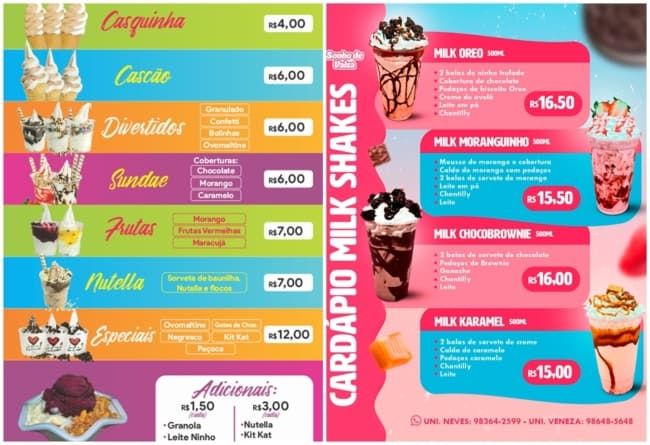 Casquinha
R$4,00
Cascão
R$6,00
Divertidos
Granulado
Confetti
Bolinhas
Ovomaltine
R$6,00
Sundae
Coberturas:
Chocolate
Morango
Caramelo
R$6,00
Frutas
Morango
Frutas Vermelhas
Maracujá
R$7,00
Nutella
Sorvete de baunilha,
Nutella e flocos
R$7,00
Especiais
Ovomaltine
Gotas de Choc.
Negresco
Kit Kat
Paçoca
R$12,00
Adicionais:
R$1,50
(cada)
• Granola
• Leite Ninho
R$3,00
(cada)
• Nutella
• Kit Kat
CARDÁPIO MILK SHAKES
Sonho de
Valsa
MILK OREO 500ML
• 2 bolas de ninho trufado
• Cobertura de chocolate
• Pedaços de biscoito Oreo
• Creme de avelã
• Leite em pó
• Chantilly
R$16,50
MILK MORANGUINHO 500ML
• Mousse de morango e cobertura
• Calda de morango com pedaços
• 2 bolas de sorvete de morango
• Leite em pó
• Chantilly
• Leite
R$15,50
MILK CHOCOBROWNIE 500ML
• 2 bolas de sorvete de chocolate
• Pedaços de Brownie
• Ganache
• Chantilly
• Leite
R$16,00
MILK KARAMEL 500ML
• 2 bolas de sorvete de creme
• Calda de caramelo
• Pedaços caramelo
• Chantilly
• Leite
R$15,00
UNI. NEVES: 98364-2599 - UNI. VENEZA: 98648-5648